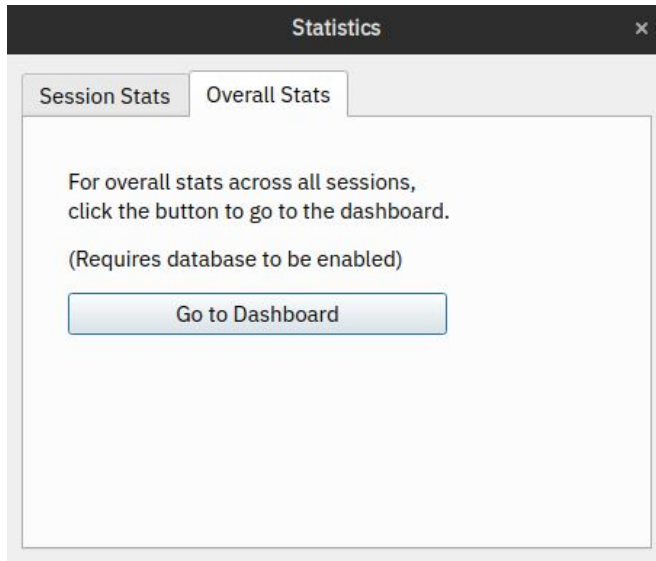 Statistics
×
Session Stats
Overall Stats
For overall stats across all sessions,
click the button to go to the dashboard.
(Requires database to be enabled)
Go to Dashboard